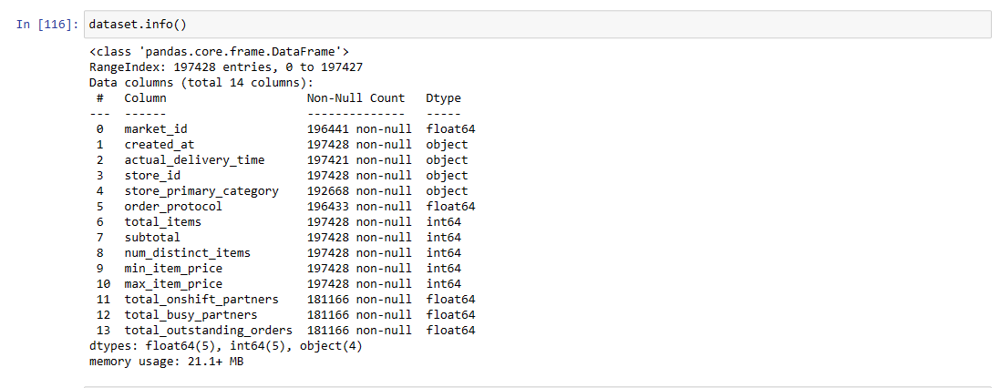 In [116]: dataset.info()
<class 'pandas.core.frame.DataFrame'>
RangeIndex: 197428 entries, 0 to 197427
Data columns (total 14 columns):
 #   Column                    Non-Null Count   Dtype
---  ------                    --------------   -----
 0   market_id                 196441 non-null  float64
 1   created_at                197428 non-null  object
 2   actual_delivery_time      197421 non-null  object
 3   store_id                  197428 non-null  object
 4   store_primary_category    192668 non-null  object
 5   order_protocol            196433 non-null  float64
 6   total_items               197428 non-null  int64
 7   subtotal                  197428 non-null  int64
 8   num_distinct_items        197428 non-null  int64
 9   min_item_price            197428 non-null  int64
 10  max_item_price            197428 non-null  int64
 11  total_onshift_partners    181166 non-null  float64
 12  total_busy_partners       181166 non-null  float64
 13  total_outstanding_orders  181166 non-null  float64
dtypes: float64(5), int64(5), object(4)
memory usage: 21.1+ MB